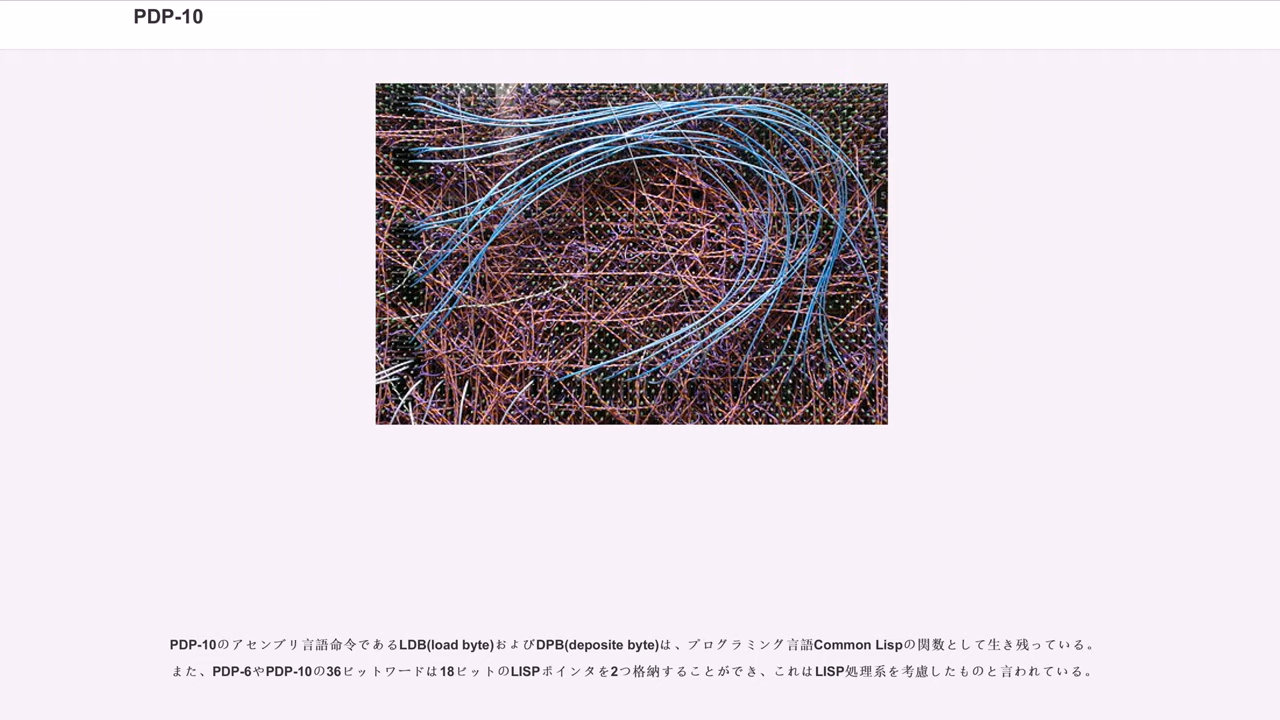 PDP-10
PDP-10のアセンブリ言語命令であるLDB(load byte)およびDPB(deposite byte)は、プログラミング言語Common Lispの関数として生き残っている。
また、PDP-6やPDP-10の36ビットワードは18ビットのLISPポインタを2つ格納することができ、これはLISP処理系を考慮したものと言われている。